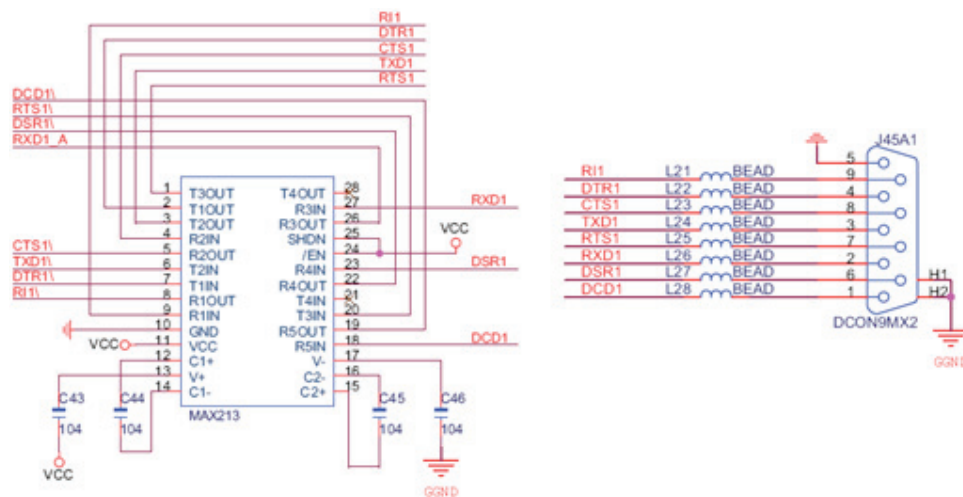 RI1
DTR1
CTS1
TXD1
RTS1
DCD1\
RTS1\
DSR1\
RXD1_A
1 T3OUT T4OUT 28
2 T1OUT R3IN 27 RXD1
3 T2OUT R3OUT 26
4 R2IN SHDN 25
CTS1\ 5 R2OUT /EN 24 VCC
TXD1\ 6 T2IN R4IN 23 DSR1
DTR1\ 7 T1IN R4OUT 22
RI1\ 8 R1OUT T4IN 21
9 R1IN T3IN 20
10 GND R5OUT 19
VCC 11 VCC R5IN 18 DCD1
12 C1+ V- 17
13 V+ C2- 16
14 C1- C2+ 15
MAX213
C43 C44 C45 C46
104 104 104 104
VCC
GGND
J45A1
5
RI1 L21 BEAD 9
DTR1 L22 BEAD 4
CTS1 L23 BEAD 8
TXD1 L24 BEAD 3
RTS1 L25 BEAD 7
RXD1 L26 BEAD 2
DSR1 L27 BEAD 6 H1
DCD1 L28 BEAD 1 H2
DCON9MX2
GGND